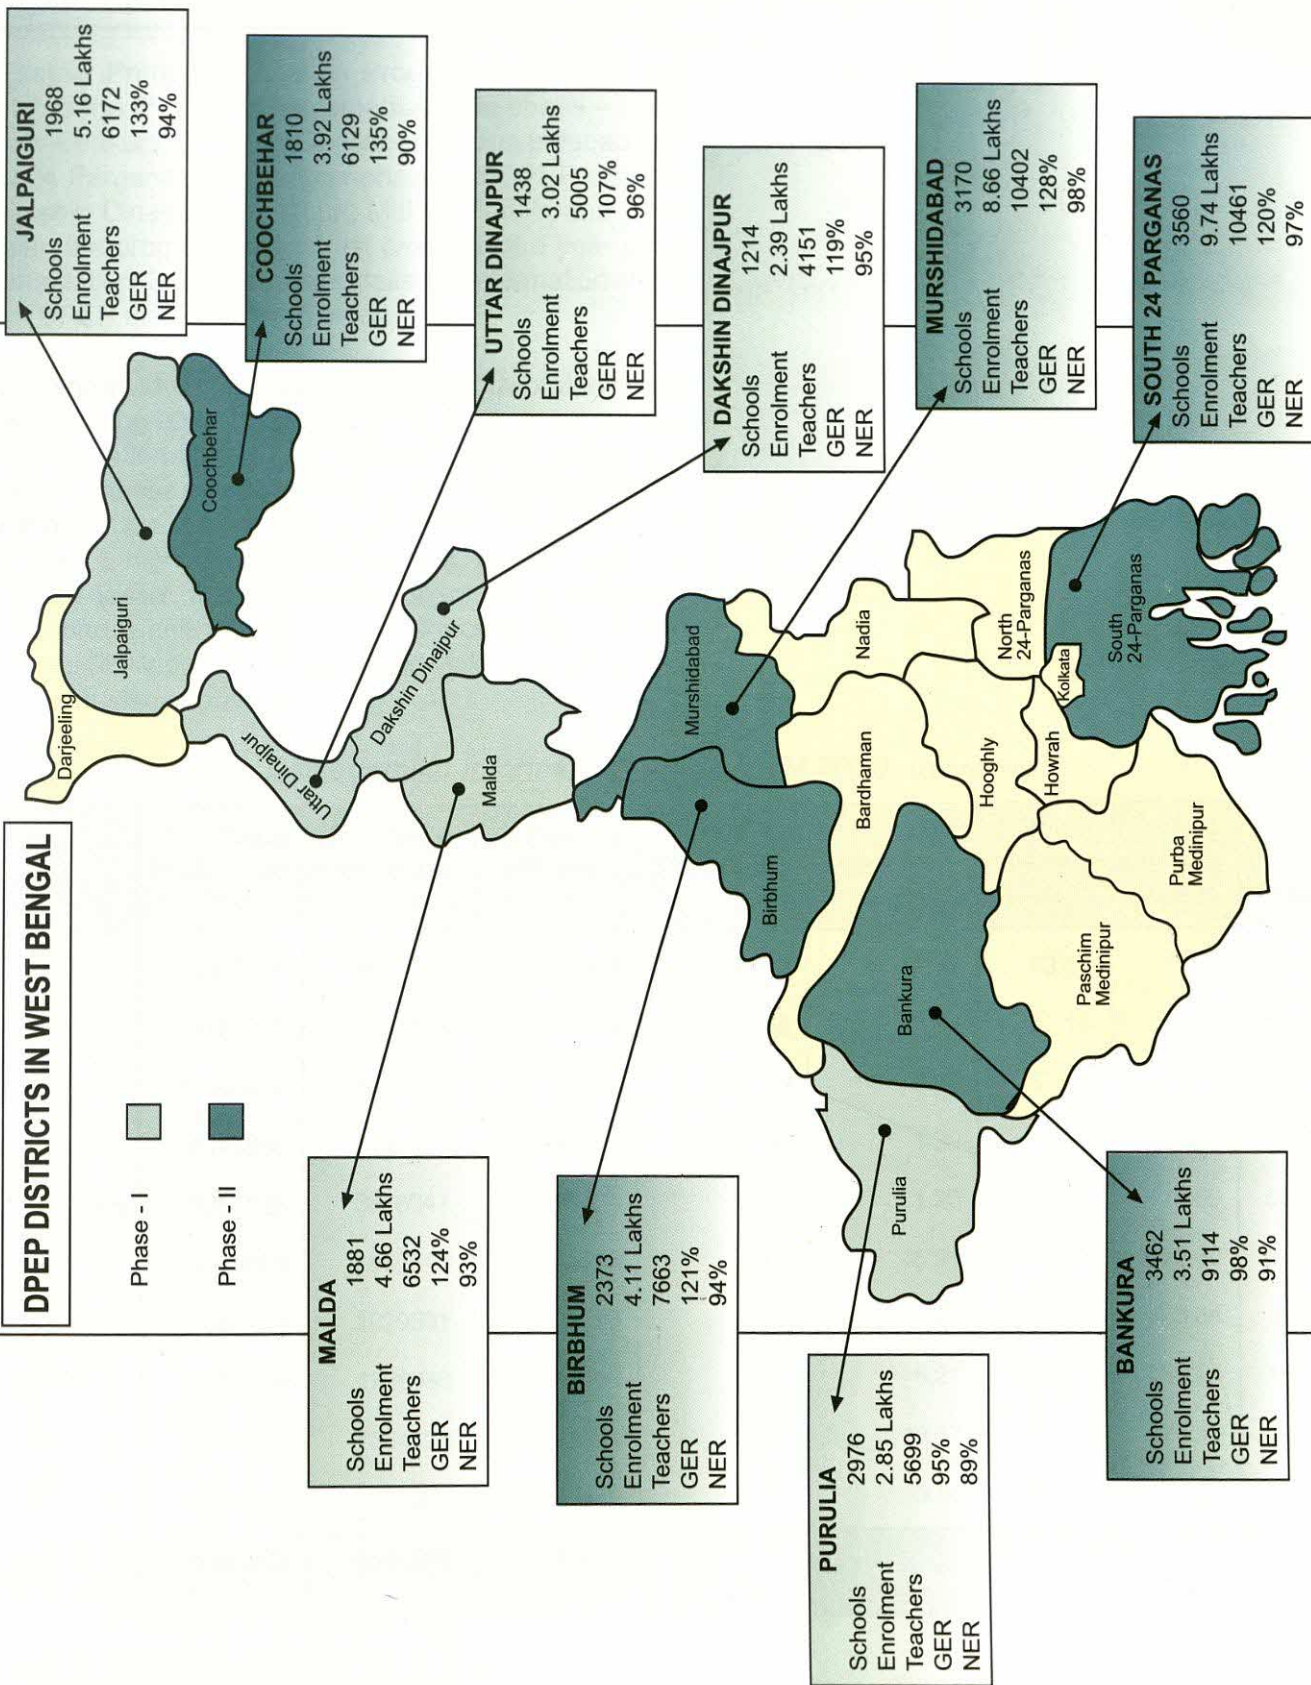 DPEP DISTRICTS IN WEST BENGAL
Phase - I
Phase - II
MALDA
Schools 1881
Enrolment 4.66 Lakhs
Teachers 6532
GER 124%
NER 93%
BIRBHUM
Schools 2373
Enrolment 4.11 Lakhs
Teachers 7663
GER 121%
NER 94%
PURULIA
Schools 2976
Enrolment 2.85 Lakhs
Teachers 5699
GER 95%
NER 89%
BANKURA
Schools 3462
Enrolment 3.51 Lakhs
Teachers 9114
GER 98%
NER 91%
Darjeeling
Jalpaiguri
Coochbehar
Uttar Dinajpur
Dakshin Dinajpur
Malda
Murshidabad
Birbhum
Nadia
Bardhaman
Bankura
Purulia
Hooghly
North
24-Parganas
Howrah
Kolkata
South
24-Parganas
Paschim
Medinipur
Purba
Medinipur
JALPAIGURI
Schools 1968
Enrolment 5.16 Lakhs
Teachers 6172
GER 133%
NER 94%
COOCHBEHAR
Schools 1810
Enrolment 3.92 Lakhs
Teachers 6129
GER 135%
NER 90%
UTTAR DINAJPUR
Schools 1438
Enrolment 3.02 Lakhs
Teachers 5005
GER 107%
NER 96%
DAKSHIN DINAJPUR
Schools 1214
Enrolment 2.39 Lakhs
Teachers 4151
GER 119%
NER 95%
MURSHIDABAD
Schools 3170
Enrolment 8.66 Lakhs
Teachers 10402
GER 128%
NER 98%
SOUTH 24 PARGANAS
Schools 3560
Enrolment 9.74 Lakhs
Teachers 10461
GER 120%
NER 97%